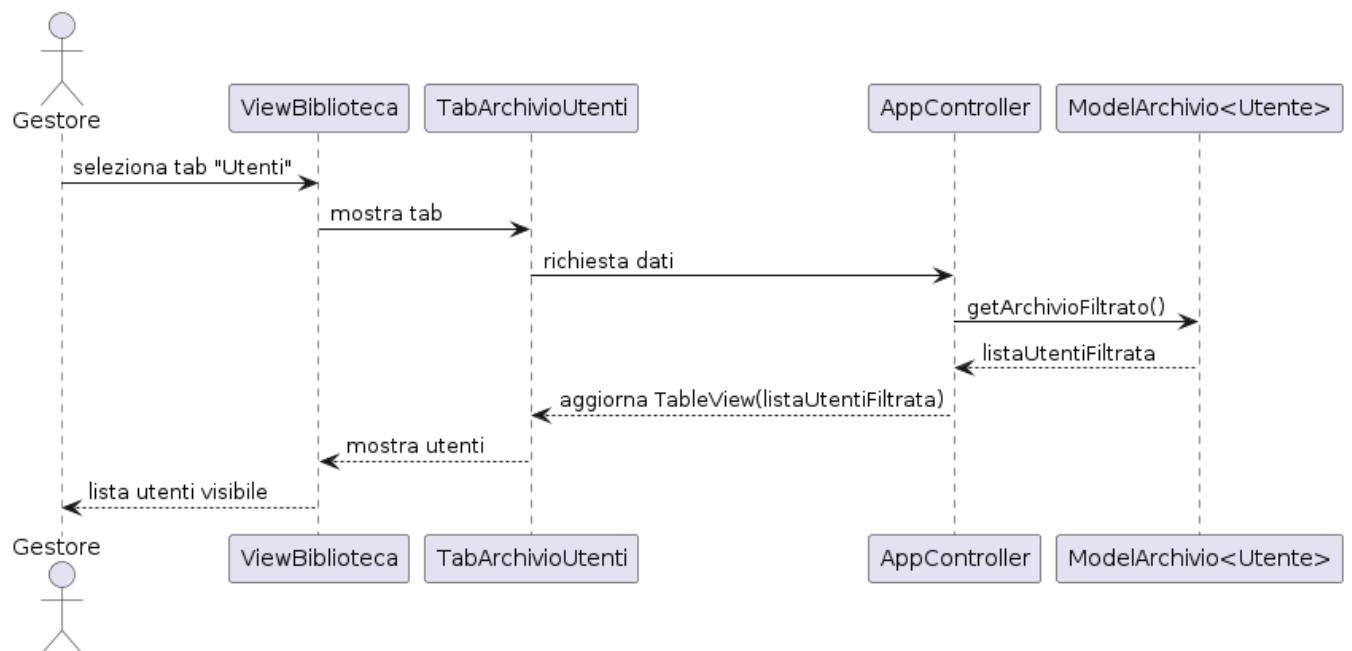 Gestore
ViewBiblioteca
TabArchivioUtenti
AppController
ModelArchivio<Utente>
seleziona tab "Utenti"
mostra tab
richiesta dati
getArchivioFiltrato()
listaUtentiFiltrata
aggiorna TableView(listaUtentiFiltrata)
mostra utenti
lista utenti visibile
Gestore
ViewBiblioteca
TabArchivioUtenti
AppController
ModelArchivio<Utente>